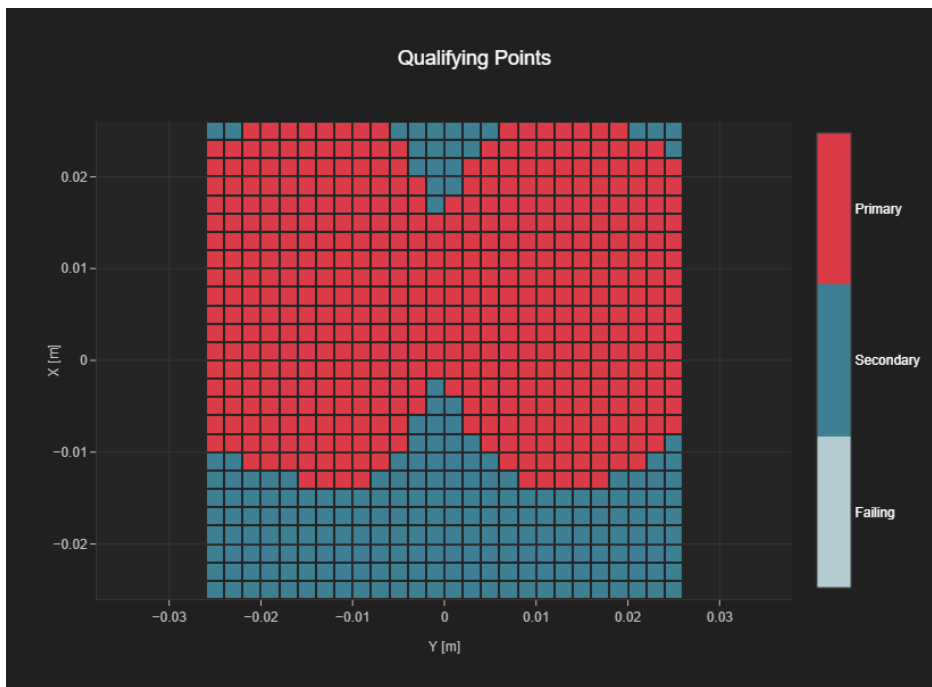 Qualifying Points
0.02
0.01
0
−0.01
−0.02
X [m]
−0.03
−0.02
−0.01
0
0.01
0.02
0.03
Y [m]
Primary
Secondary
Failing